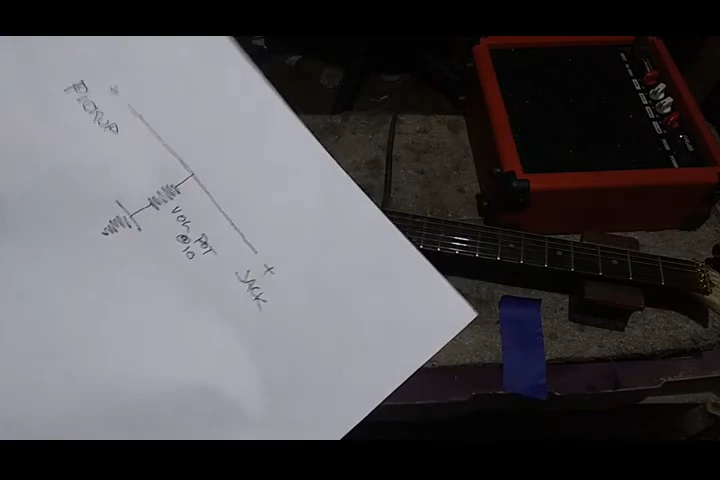 PICKUP
+
VOL POT
@10
+
JACK